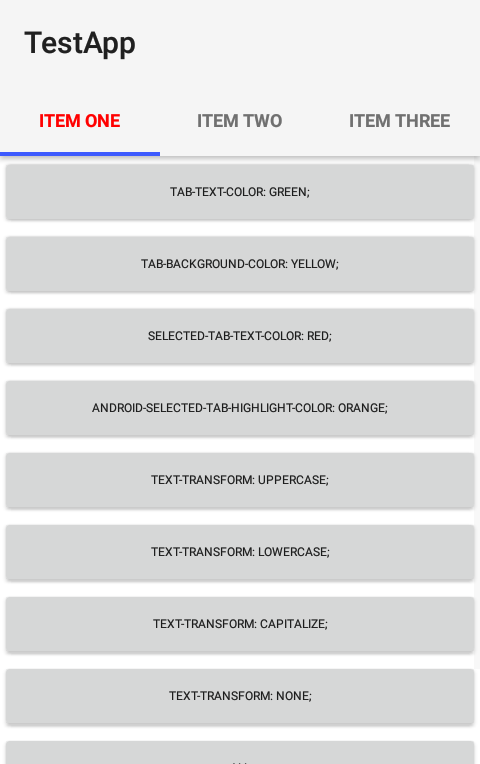 TestApp
ITEM ONE
ITEM TWO
ITEM THREE
TAB-TEXT-COLOR: GREEN;
TAB-BACKGROUND-COLOR: YELLOW;
SELECTED-TAB-TEXT-COLOR: RED;
ANDROID-SELECTED-TAB-HIGHLIGHT-COLOR: ORANGE;
TEXT-TRANSFORM: UPPERCASE;
TEXT-TRANSFORM: LOWERCASE;
TEXT-TRANSFORM: CAPITALIZE;
TEXT-TRANSFORM: NONE;